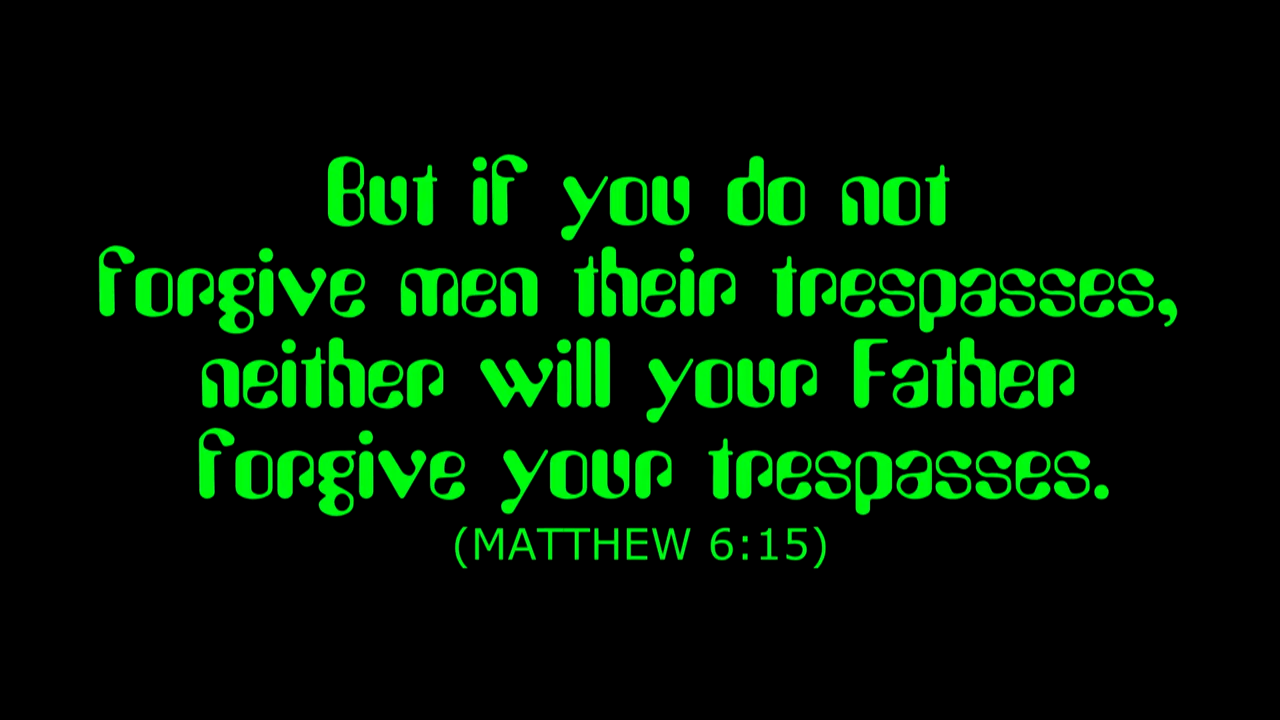 But if you do not
forgive men their trespasses,
neither will your Father
forgive your trespasses.
(MATTHEW 6:15)